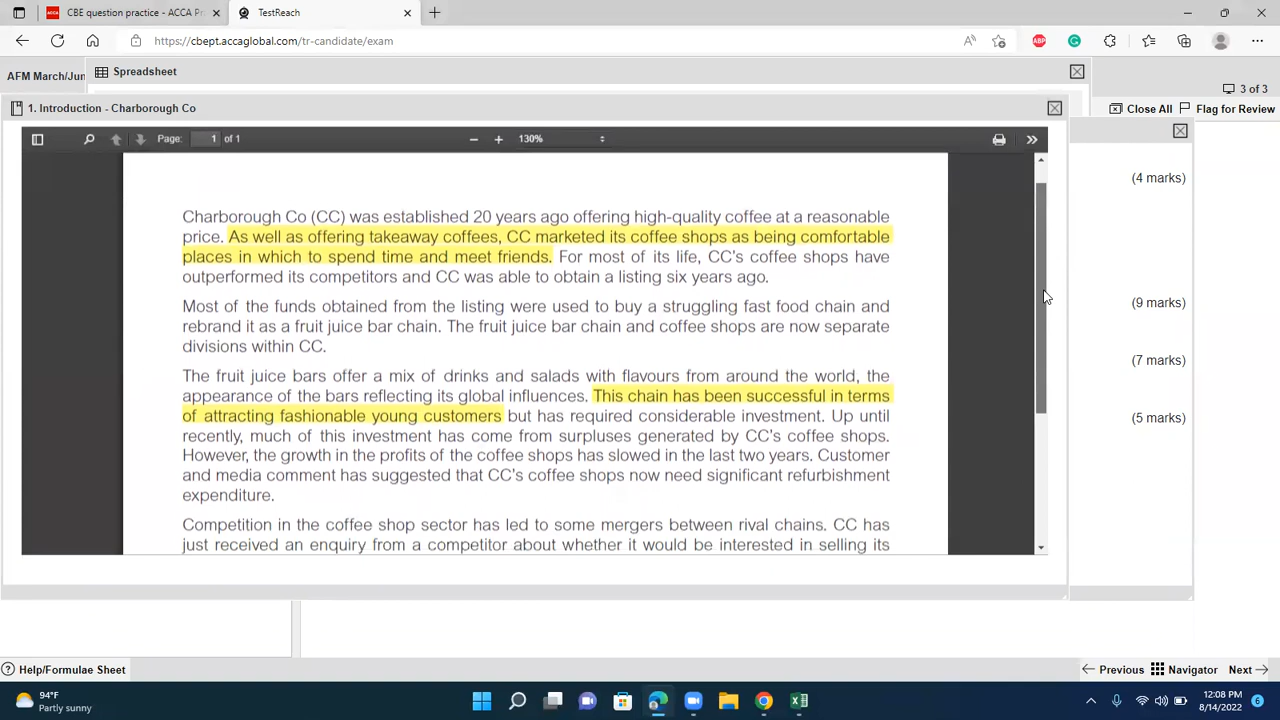 CBE question practice - ACCA Pr
TestReach
https://cbept.accaglobal.com/tr-candidate/exam
AFM March/Jun
Spreadsheet
3 of 3
1. Introduction - Charborough Co
Close All
Flag for Review
Page: 1 of 1
130%
(4 marks)
Charborough Co (CC) was established 20 years ago offering high-quality coffee at a reasonable
price. As well as offering takeaway coffees, CC marketed its coffee shops as being comfortable
places in which to spend time and meet friends. For most of its life, CC's coffee shops have
outperformed its competitors and CC was able to obtain a listing six years ago.
Most of the funds obtained from the listing were used to buy a struggling fast food chain and
rebrand it as a fruit juice bar chain. The fruit juice bar chain and coffee shops are now separate
divisions within CC.
(9 marks)
(7 marks)
The fruit juice bars offer a mix of drinks and salads with flavours from around the world, the
appearance of the bars reflecting its global influences. This chain has been successful in terms
of attracting fashionable young customers but has required considerable investment. Up until
(5 marks)
recently, much of this investment has come from surpluses generated by CC's coffee shops.
However, the growth in the profits of the coffee shops has slowed in the last two years. Customer
and media comment has suggested that CC's coffee shops now need significant refurbishment
expenditure.
Competition in the coffee shop sector has led to some mergers between rival chains. CC has
just received an enquiry from a competitor about whether it would be interested in selling its
Help/Formulae Sheet
Previous
Navigator
Next
94°F
Partly sunny
12:08 PM
8/14/2022
6